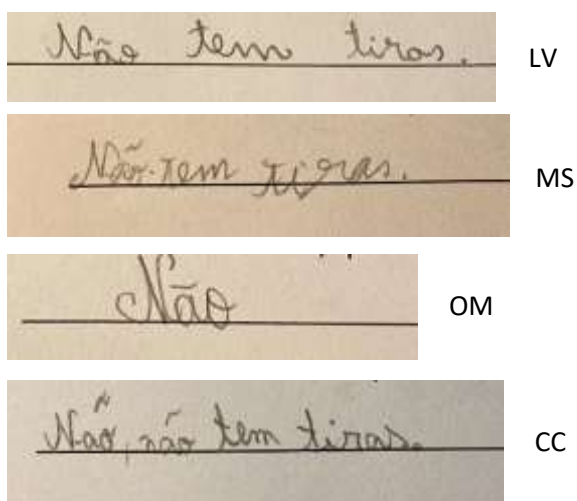 Não tem tiras. LV
Não tem tiras. MS
Não OM
Não, não tem tiras. CC